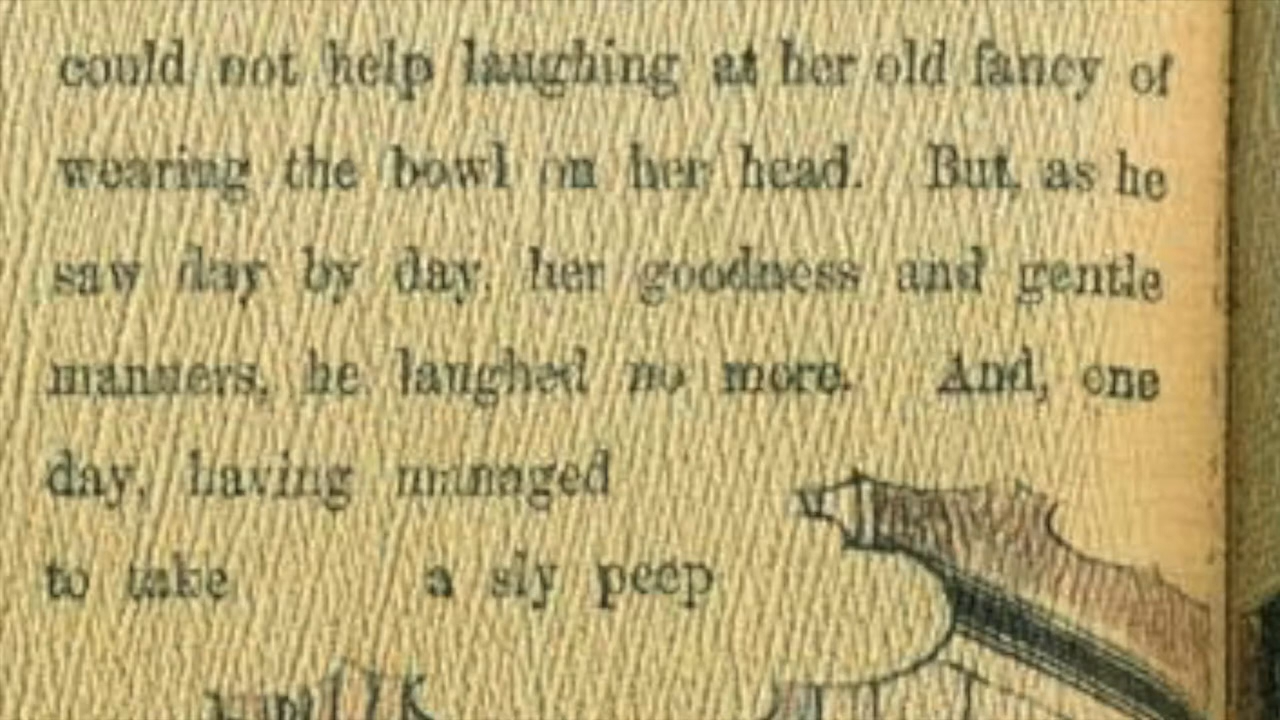 could not help laughing at her old fancy of
wearing the bowl on her head. But, as he
saw day by day, her goodness and gentle
manners, he laughed no more. And, one
day, having managed
to take a sly peep